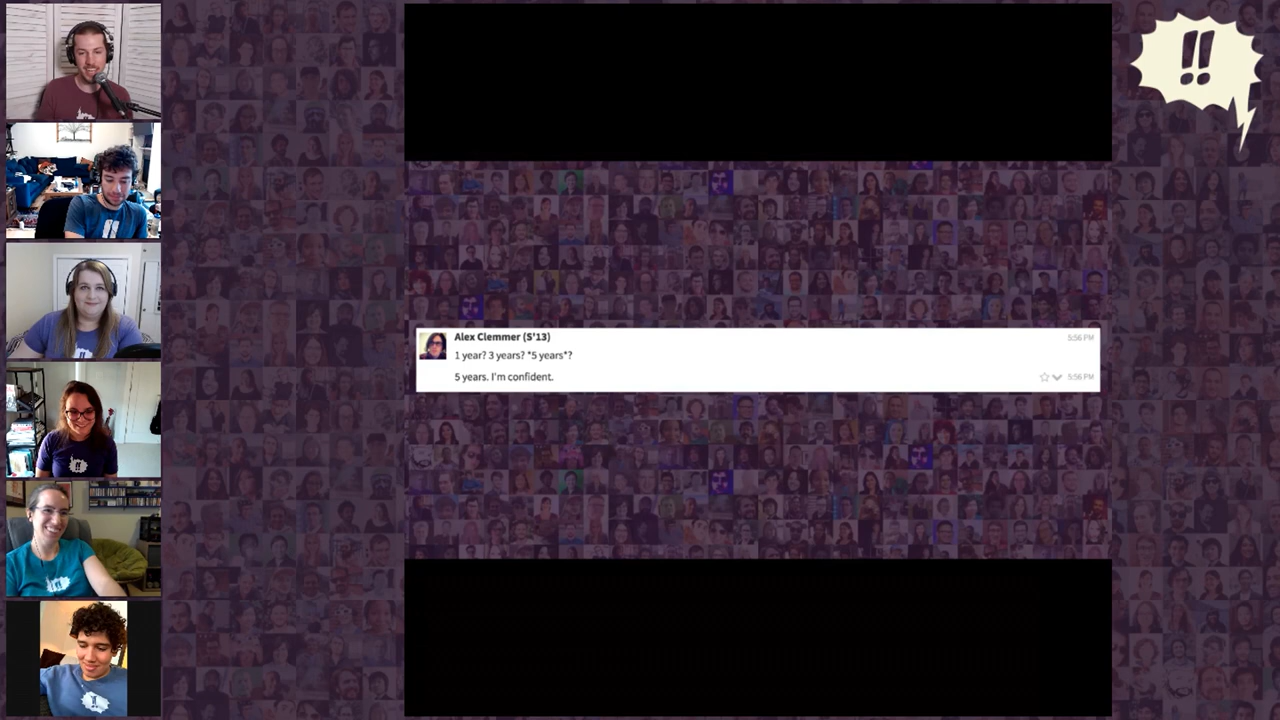 !!
Alex Clemmer (S'13)
5:56 PM
1 year? 3 years? *5 years*?
5 years. I'm confident.
5:56 PM